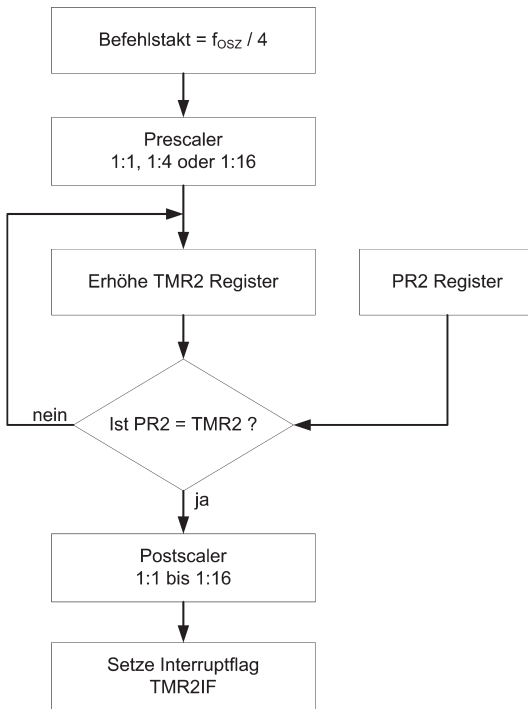 Befehlstakt = fOSZ / 4
Prescaler
1:1, 1:4 oder 1:16
Erhöhe TMR2 Register
PR2 Register
nein
Ist PR2 = TMR2 ?
ja
Postscaler
1:1 bis 1:16
Setze Interruptflag
TMR2IF